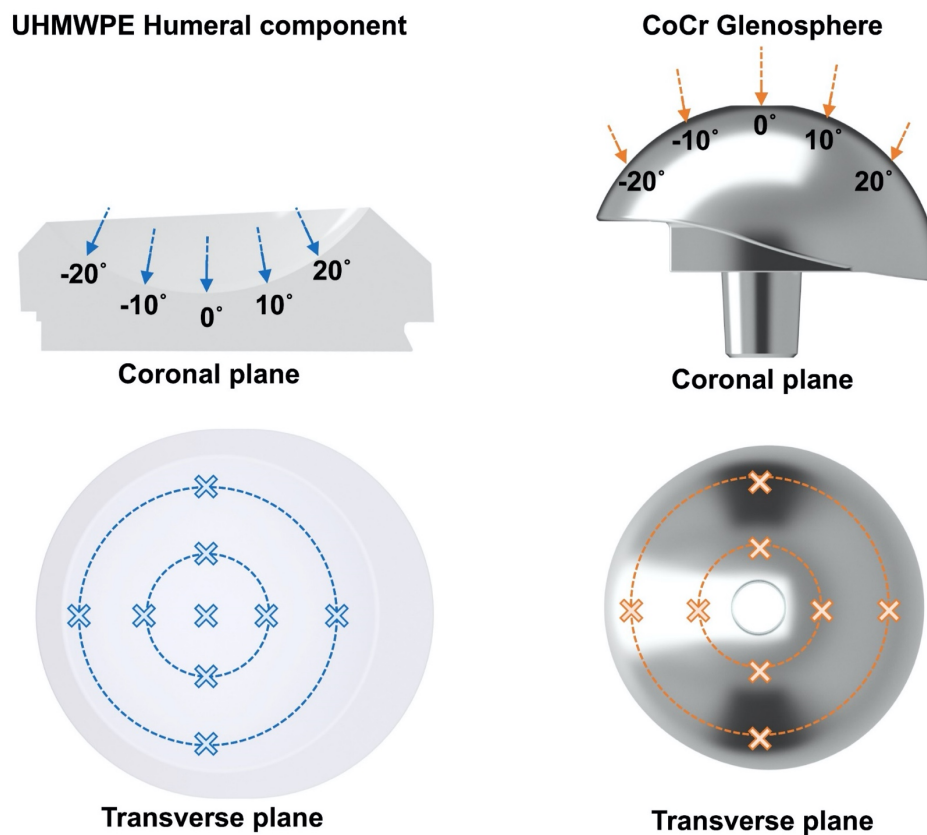 UHMWPE Humeral component
CoCr Glenosphere
-20°
-10°
0°
10°
20°
-20°
-10°
0°
10°
20°
Coronal plane
Coronal plane
Transverse plane
Transverse plane